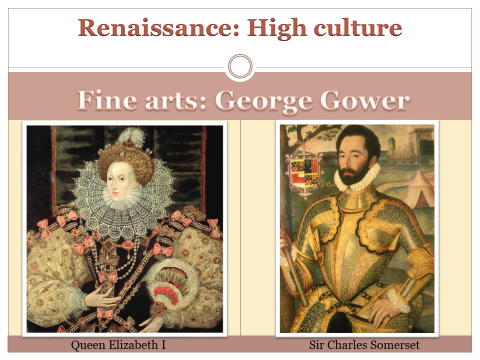 Renaissance: High culture
Fine arts: George Gower
Queen Elizabeth I
Sir Charles Somerset